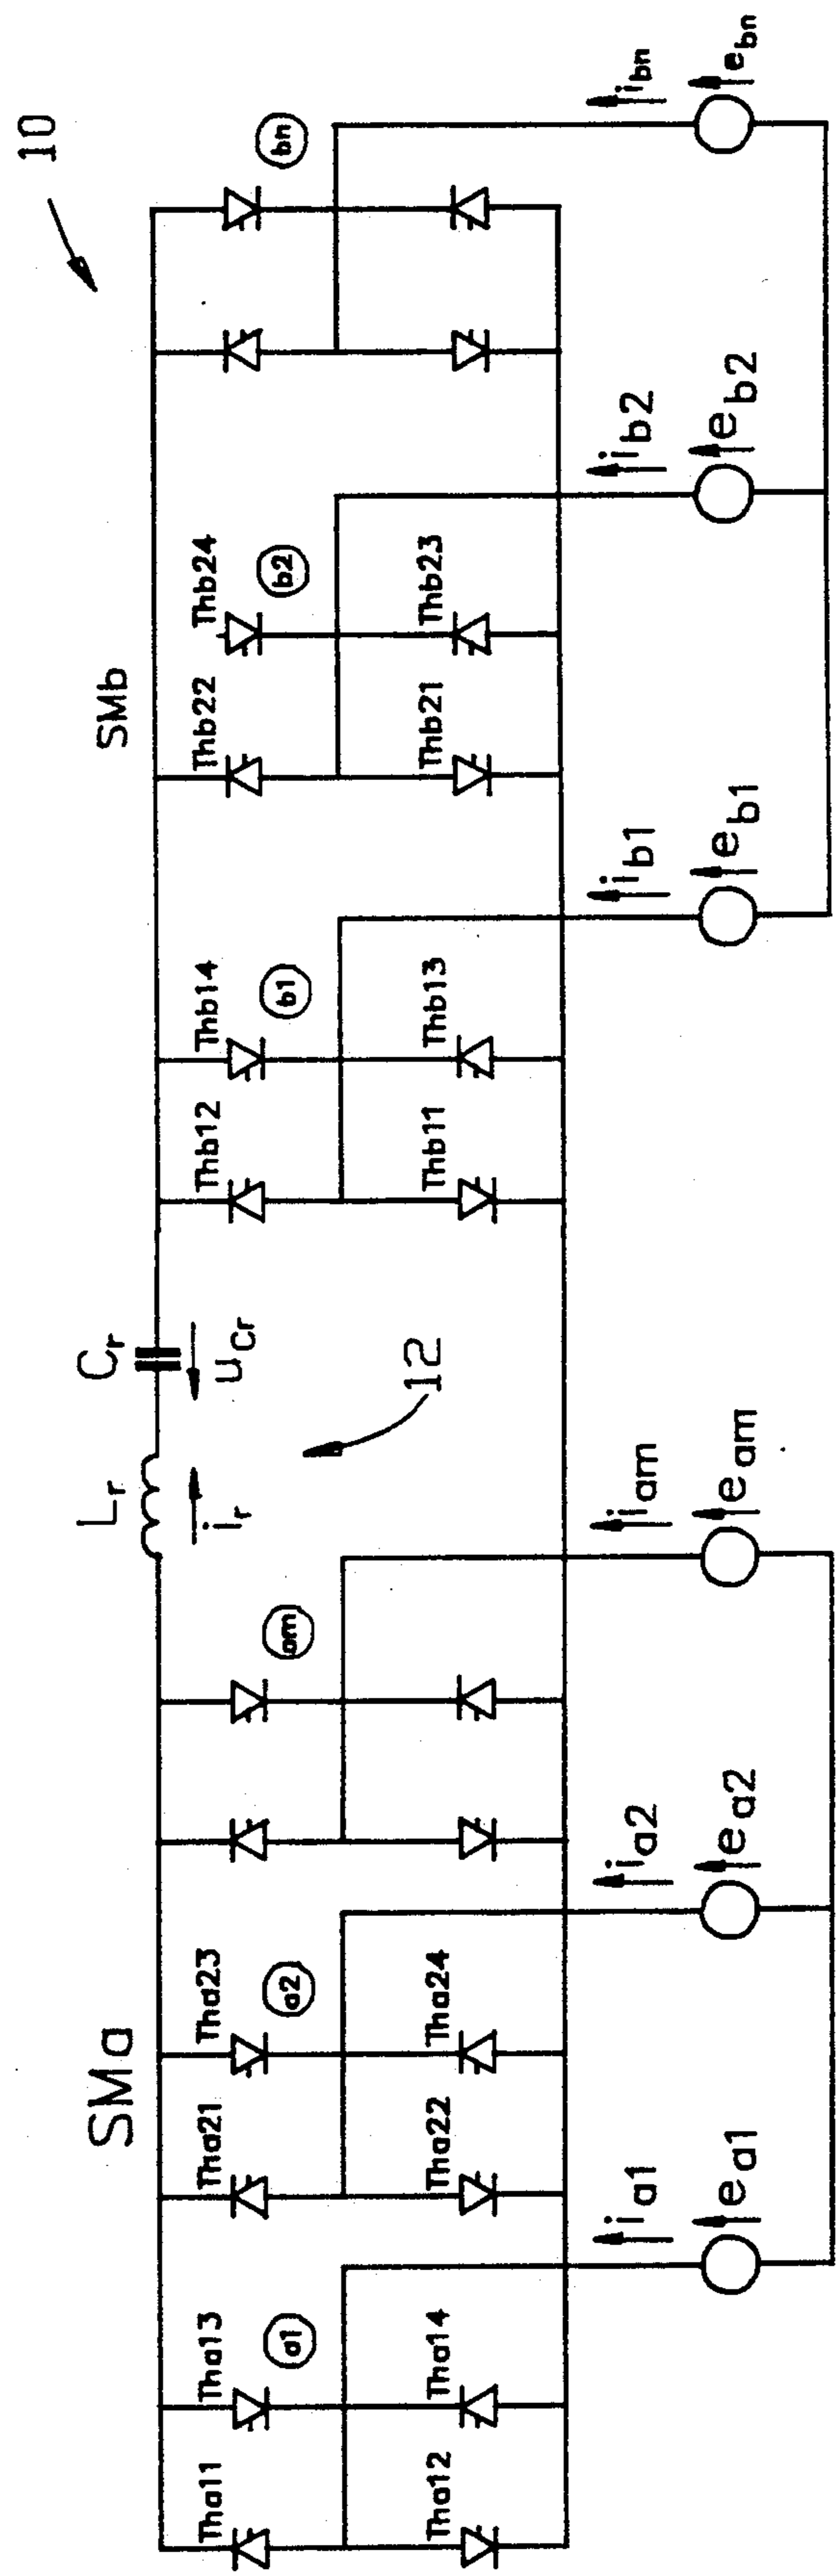 10
SMa
SMb
Lr
Cr
ir
uCr
12
Tha11
Tha13
a1
Tha21
Tha23
a2
am
Thb12
Thb14
b1
Thb22
Thb24
b2
bn
Tha12
Tha14
Tha22
Tha24
Thb11
Thb13
Thb21
Thb23
ia1
ia2
iam
ib1
ib2
ibn
ea1
ea2
eam
eb1
eb2
ebn